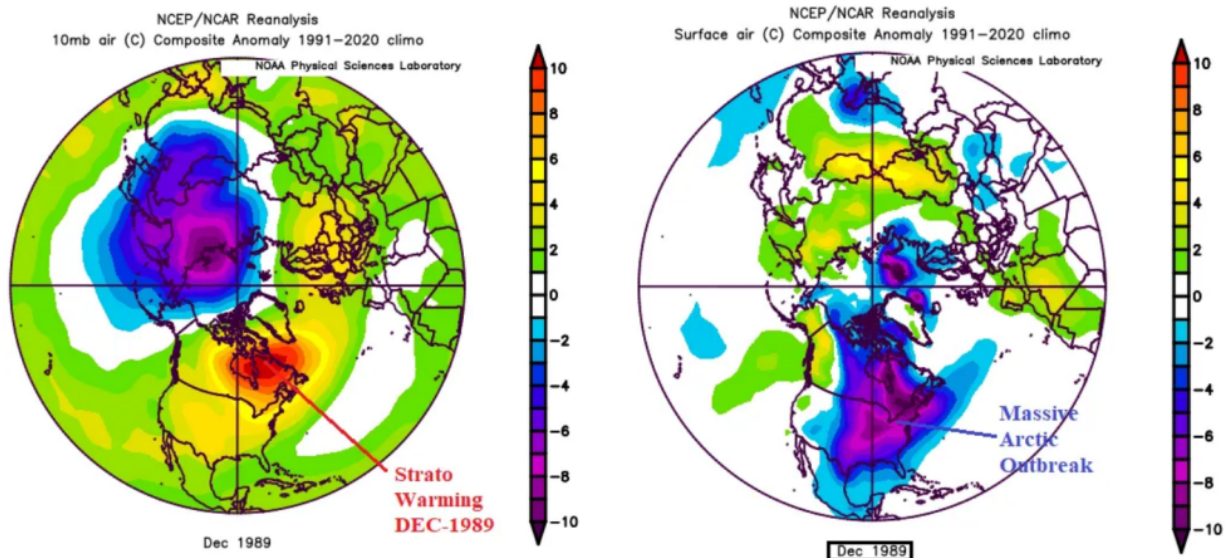 NCEP/NCAR Reanalysis
10mb air (C) Composite Anomaly 1991-2020 climo
NOAA Physical Sciences Laboratory
10
8
6
4
2
0
-2
-4
-6
-8
-10
Strato
Warming
DEC-1989
Dec 1989
NCEP/NCAR Reanalysis
Surface air (C) Composite Anomaly 1991-2020 climo
NOAA Physical Sciences Laboratory
10
8
6
4
2
0
-2
-4
-6
-8
-10
Massive
Arctic
Outbreak
Dec 1989